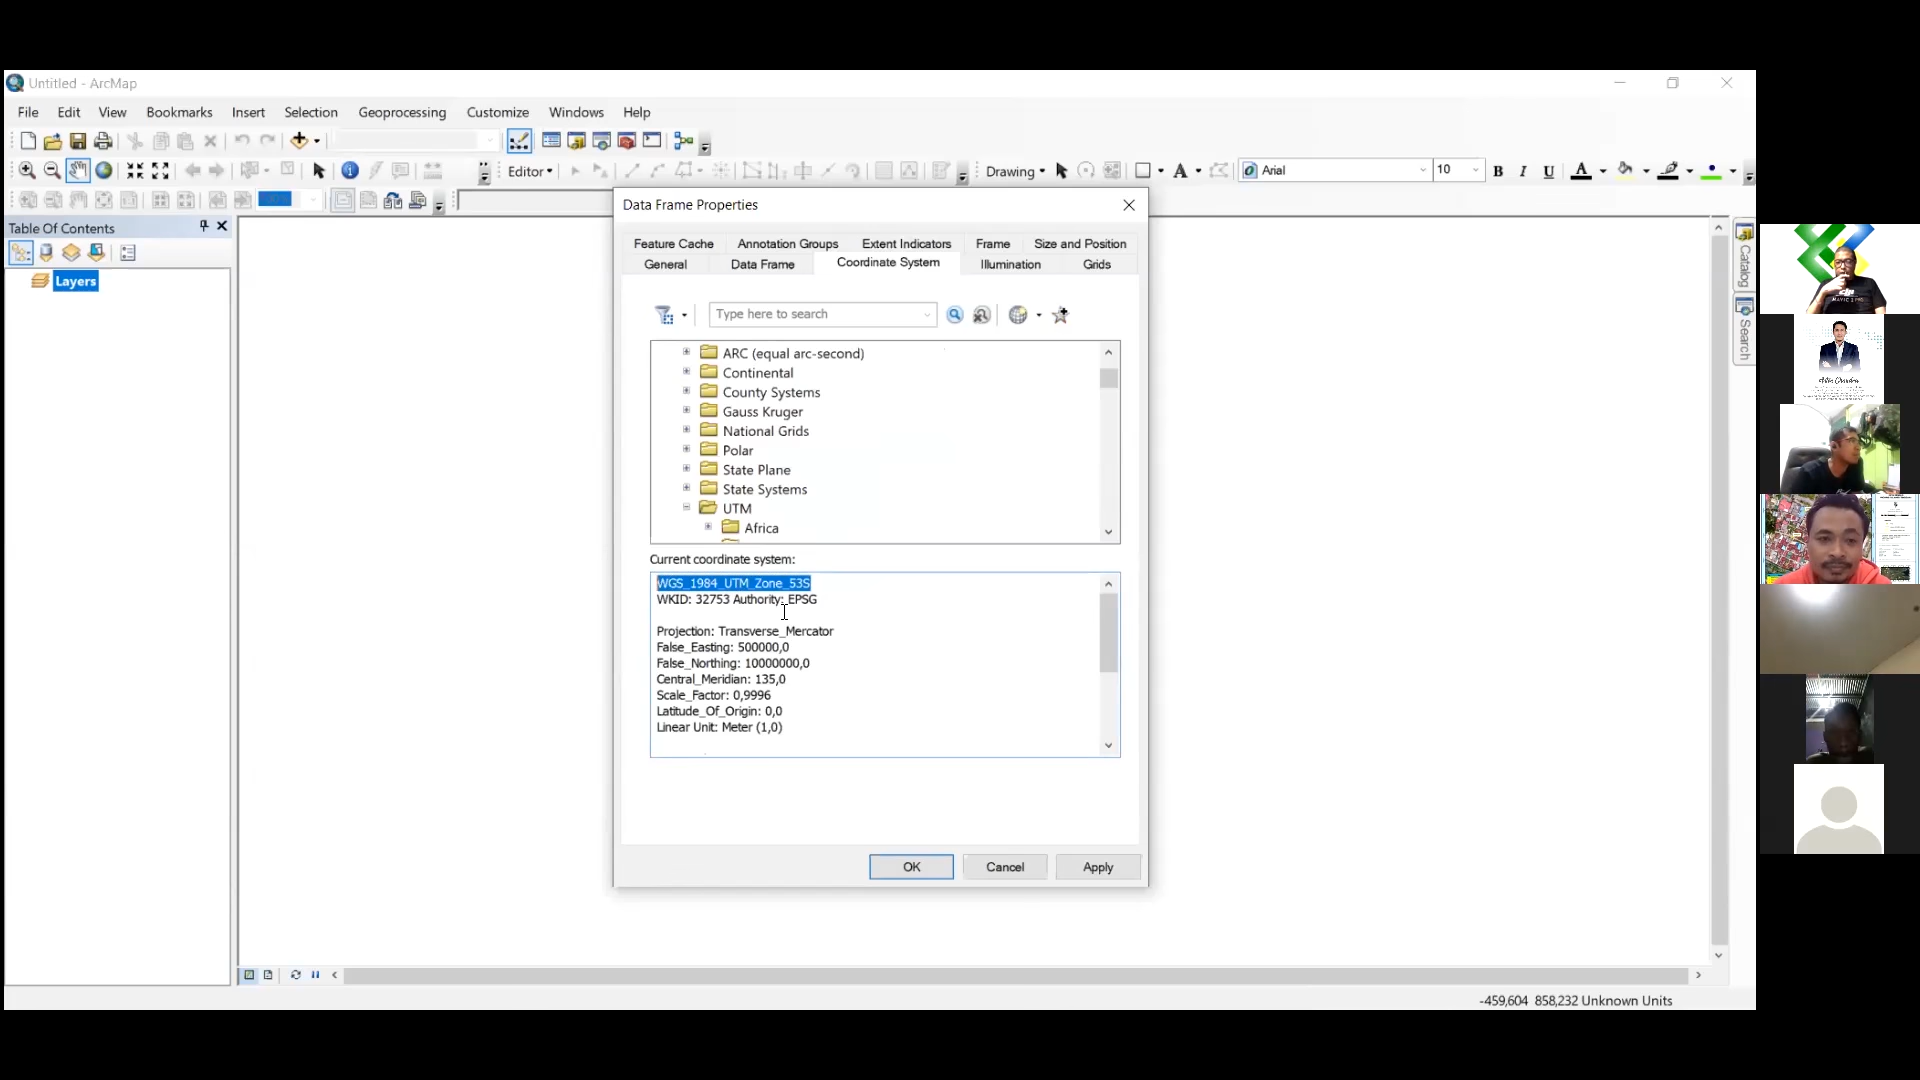 Untitled - ArcMap
File Edit View Bookmarks Insert Selection Geoprocessing Customize Windows Help
Editor
Drawing
Arial
10
B I U
Table Of Contents
Layers
Data Frame Properties
Feature Cache Annotation Groups Extent Indicators Frame Size and Position
General Data Frame Coordinate System Illumination Grids
Type here to search
ARC (equal arc-second)
Continental
County Systems
Gauss Kruger
National Grids
Polar
State Plane
State Systems
UTM
Africa
Current coordinate system:
WGS_1984_UTM_Zone_53S
WKID: 32753 Authority: EPSG
Projection: Transverse_Mercator
False_Easting: 500000,0
False_Northing: 10000000,0
Central_Meridian: 135,0
Scale_Factor: 0,9996
Latitude_Of_Origin: 0,0
Linear Unit: Meter (1,0)
OK Cancel Apply
Catalog
Search
-459,604 858,232 Unknown Units